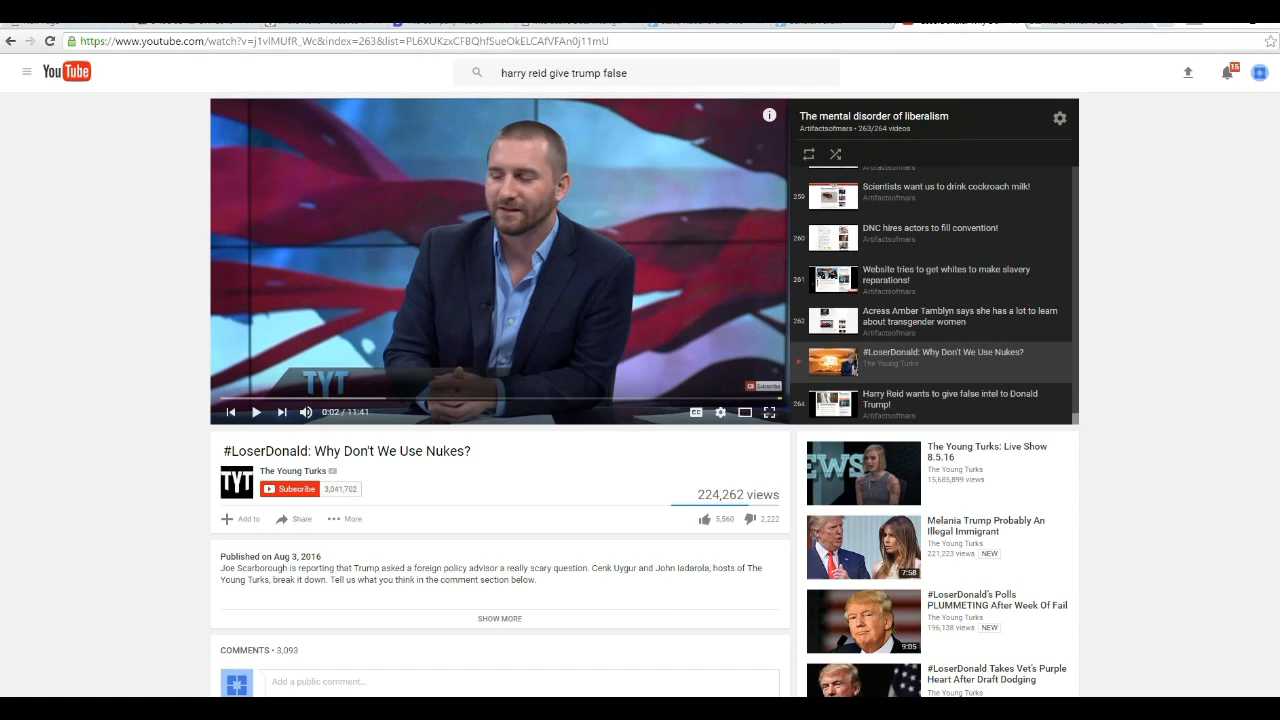 https://www.youtube.com/watch?v=j1vlMUfR_Wc&index=263&list=PL6XUKzxCFBQhfSueOkELCAfVFAn0j11mU
YouTube
harry reid give trump false
15
The mental disorder of liberalism
Artifactsofmars • 263/264 videos
Artifactsofmars
259
Scientists want us to drink cockroach milk!
Artifactsofmars
260
DNC hires actors to fill convention!
Artifactsofmars
261
Website tries to get whites to make slavery
reparations!
Artifactsofmars
262
Acress Amber Tamblyn says she has a lot to learn
about transgender women
Artifactsofmars
#LoserDonald: Why Don't We Use Nukes?
The Young Turks
264
Harry Reid wants to give false intel to Donald
Trump!
Artifactsofmars
TYT
Subscribe
0:02 / 11:41
CC
#LoserDonald: Why Don't We Use Nukes?
TYT
The Young Turks
Subscribe 3,041,702
224,262 views
Add to Share More
5,560 2,222
Published on Aug 3, 2016
Joe Scarborough is reporting that Trump asked a foreign policy advisor a really scary question. Cenk Uygur and John Iadarola, hosts of The
Young Turks, break it down. Tell us what you think in the comment section below.
SHOW MORE
COMMENTS • 3,093
Add a public comment...
EWS
The Young Turks: Live Show
8.5.16
The Young Turks
15,685,899 views
Melania Trump Probably An
Illegal Immigrant
The Young Turks
221,223 views NEW
7:58
#LoserDonald's Polls
PLUMMETING After Week Of Fail
The Young Turks
196,138 views NEW
9:05
#LoserDonald Takes Vet's Purple
Heart After Draft Dodging
The Young Turks